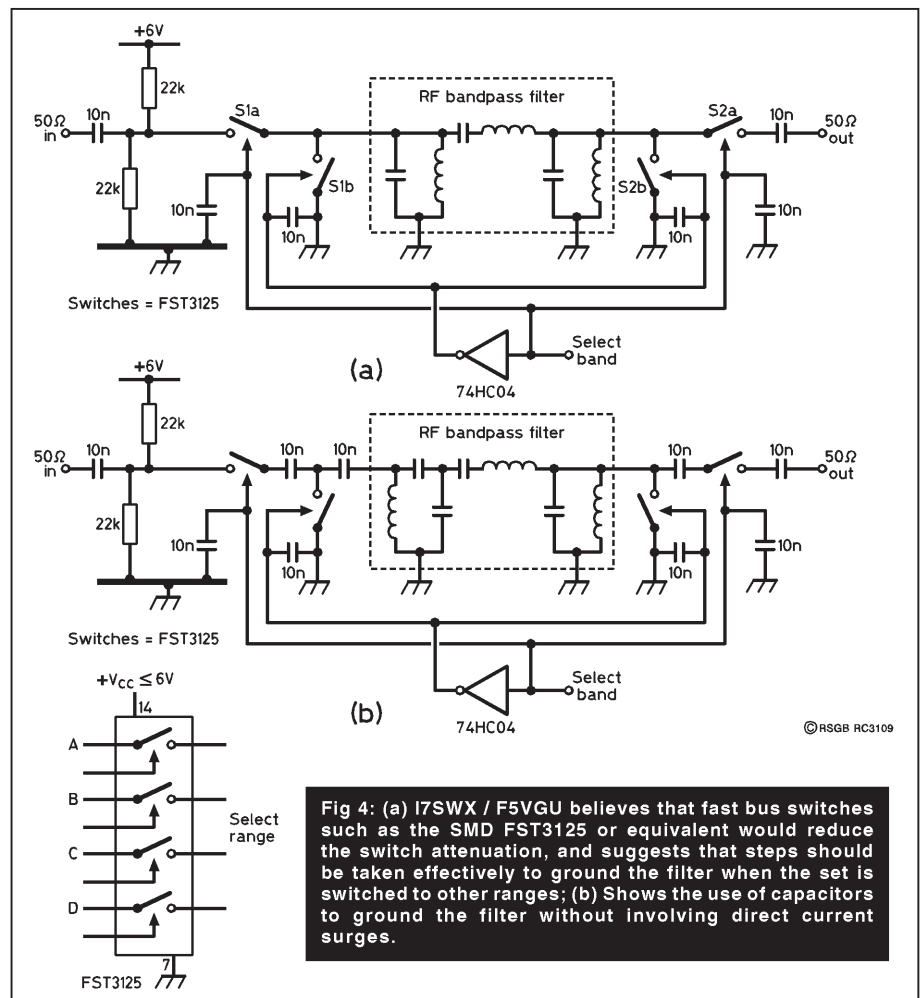 +6V
22k
50Ω
in
10n
S1a
RF bandpass filter
S2a
10n
50Ω
out
22k
10n
S1b
10n
S2b
10n
10n
Switches = FST3125
Select
band
(a)
74HC04
+6V
22k
50Ω
in
10n
10n
10n
RF bandpass filter
10n
10n
50Ω
out
22k
10n
10n
10n
10n
Switches = FST3125
Select
band
(b)
74HC04
©RSGB RC3109
+VCC ≤ 6V
14
A
B
C
D
Select
range
7
FST3125
Fig 4: (a) I7SWX / F5VGU believes that fast bus switches
such as the SMD FST3125 or equivalent would reduce
the switch attenuation, and suggests that steps should
be taken effectively to ground the filter when the set is
switched to other ranges; (b) Shows the use of capacitors
to ground the filter without involving direct current
surges.